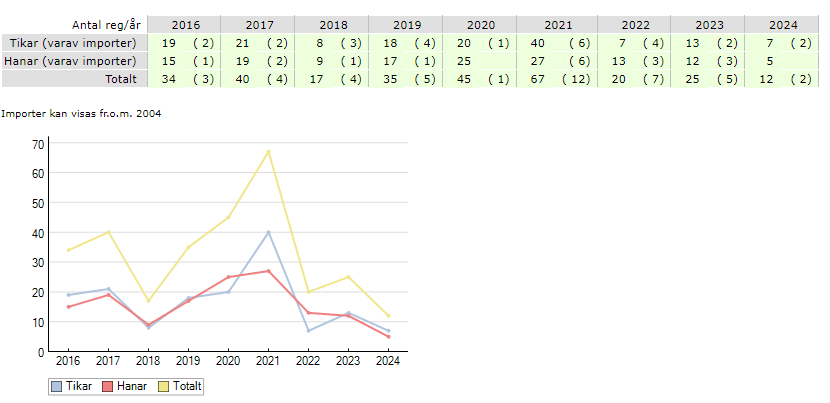 Antal reg/år 2016 2017 2018 2019 2020 2021 2022 2023 2024
Tikar (varav importer) 19 ( 2) 21 ( 2) 8 ( 3) 18 ( 4) 20 ( 1) 40 ( 6) 7 ( 4) 13 ( 2) 7 ( 2)
Hanar (varav importer) 15 ( 1) 19 ( 2) 9 ( 1) 17 ( 1) 25 27 ( 6) 13 ( 3) 12 ( 3) 5
Totalt 34 ( 3) 40 ( 4) 17 ( 4) 35 ( 5) 45 ( 1) 67 ( 12) 20 ( 7) 25 ( 5) 12 ( 2)
Importer kan visas fr.o.m. 2004
70
60
50
40
30
20
10
0
2016 2017 2018 2019 2020 2021 2022 2023 2024
Tikar Hanar Totalt